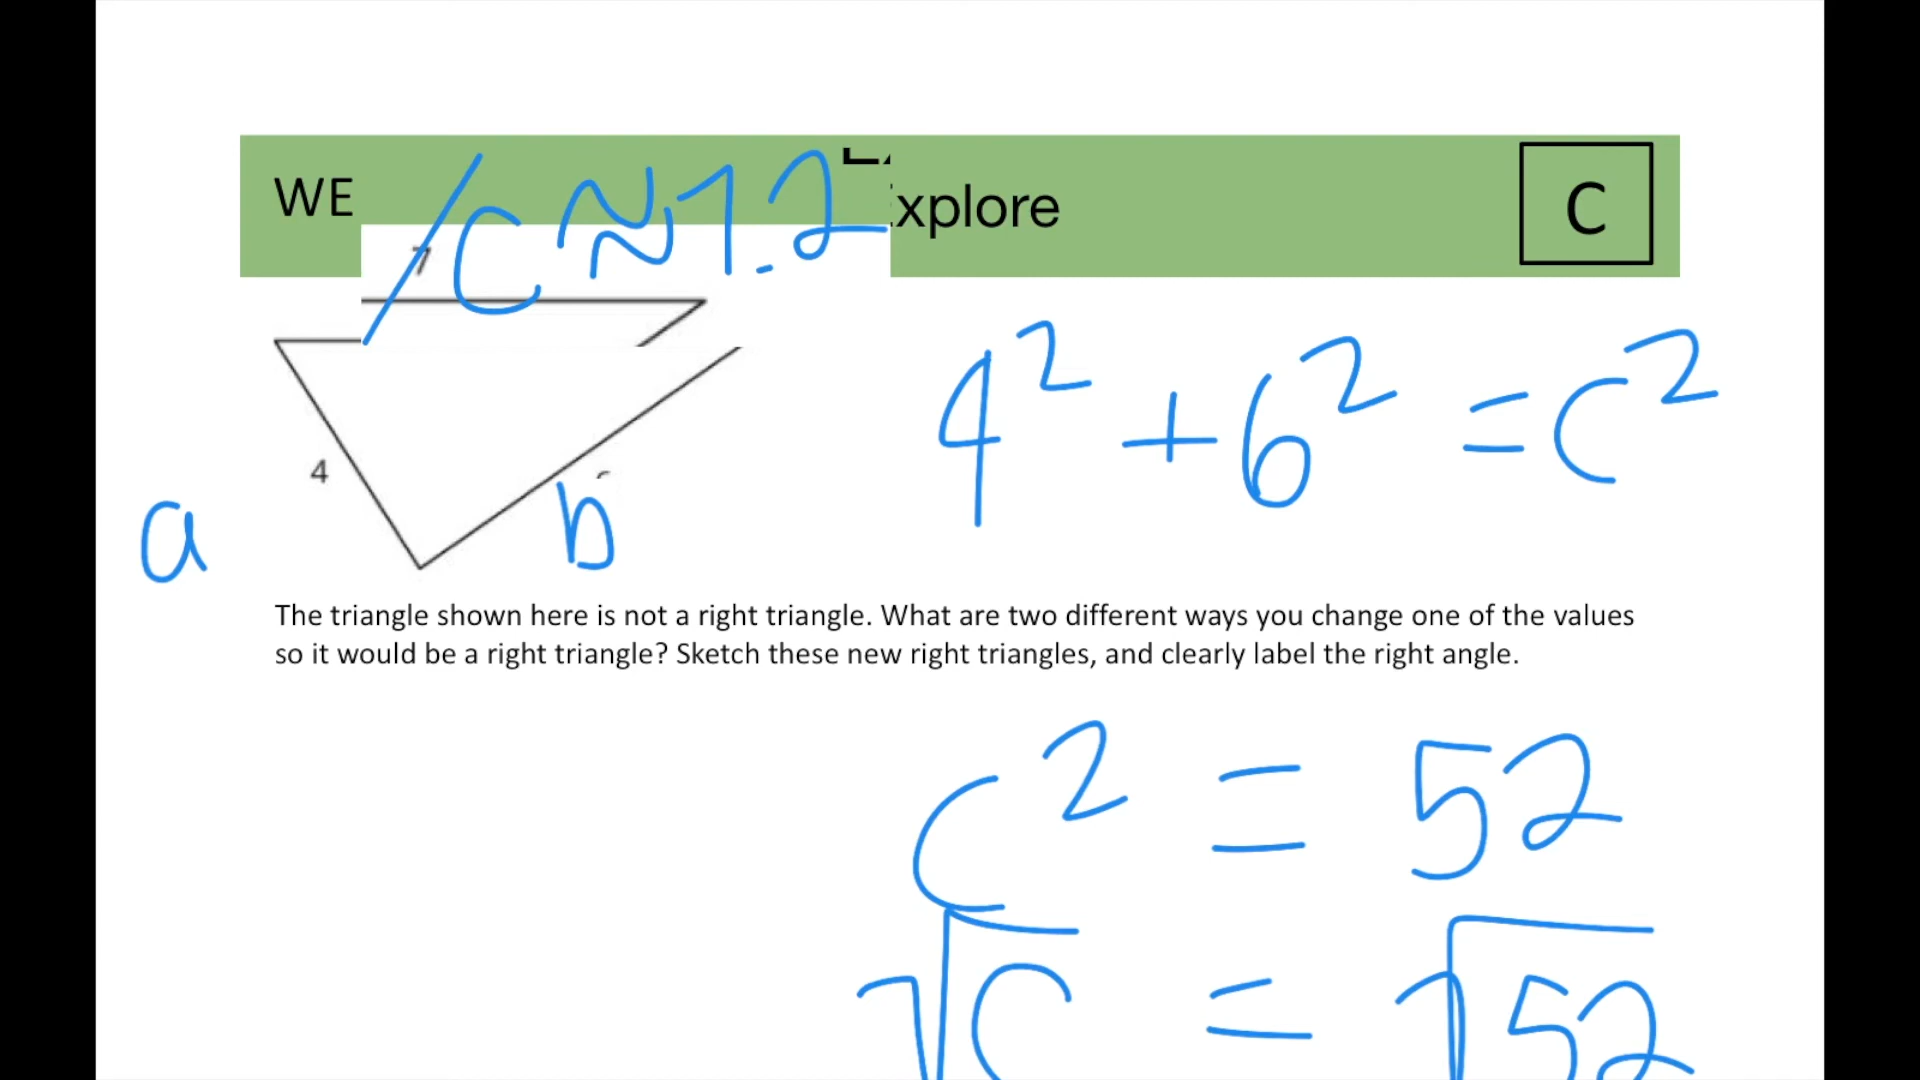 WE
xplore
C
7
/C≈7.2
4² + 6² = C²
4
a
b
The triangle shown here is not a right triangle. What are two different ways you change one of the values
so it would be a right triangle? Sketch these new right triangles, and clearly label the right angle.
C² = 52
√C = √52